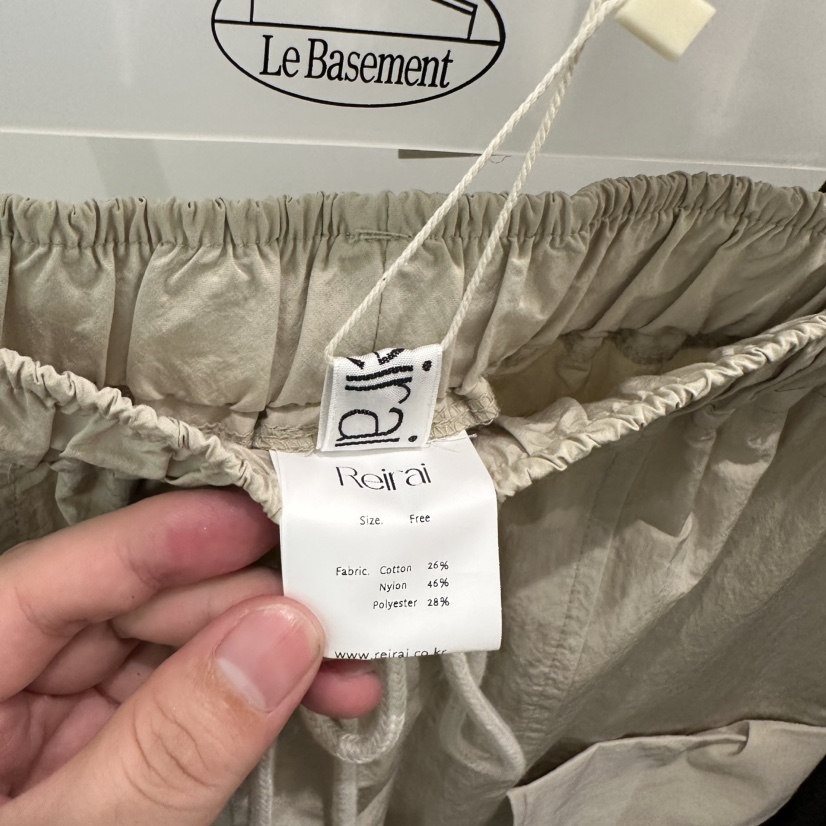 Le Basement
Reirai
Size. Free
Fabric. Cotton 26%
Nylon 46%
Polyester 28%
www.reirai.co.kr